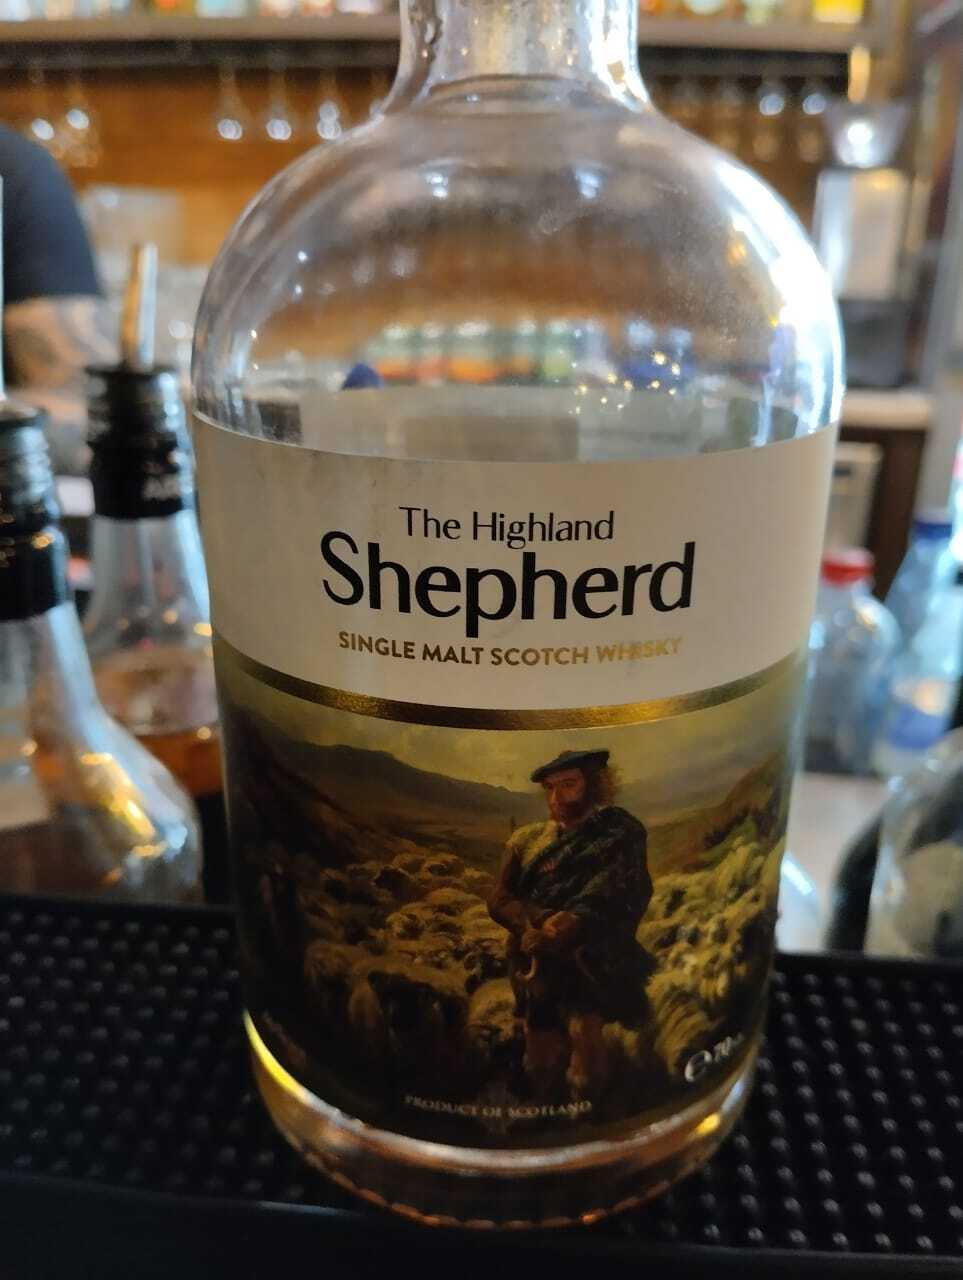 The Highland
Shepherd
SINGLE MALT SCOTCH WHISKY
PRODUCT OF SCOTLAND